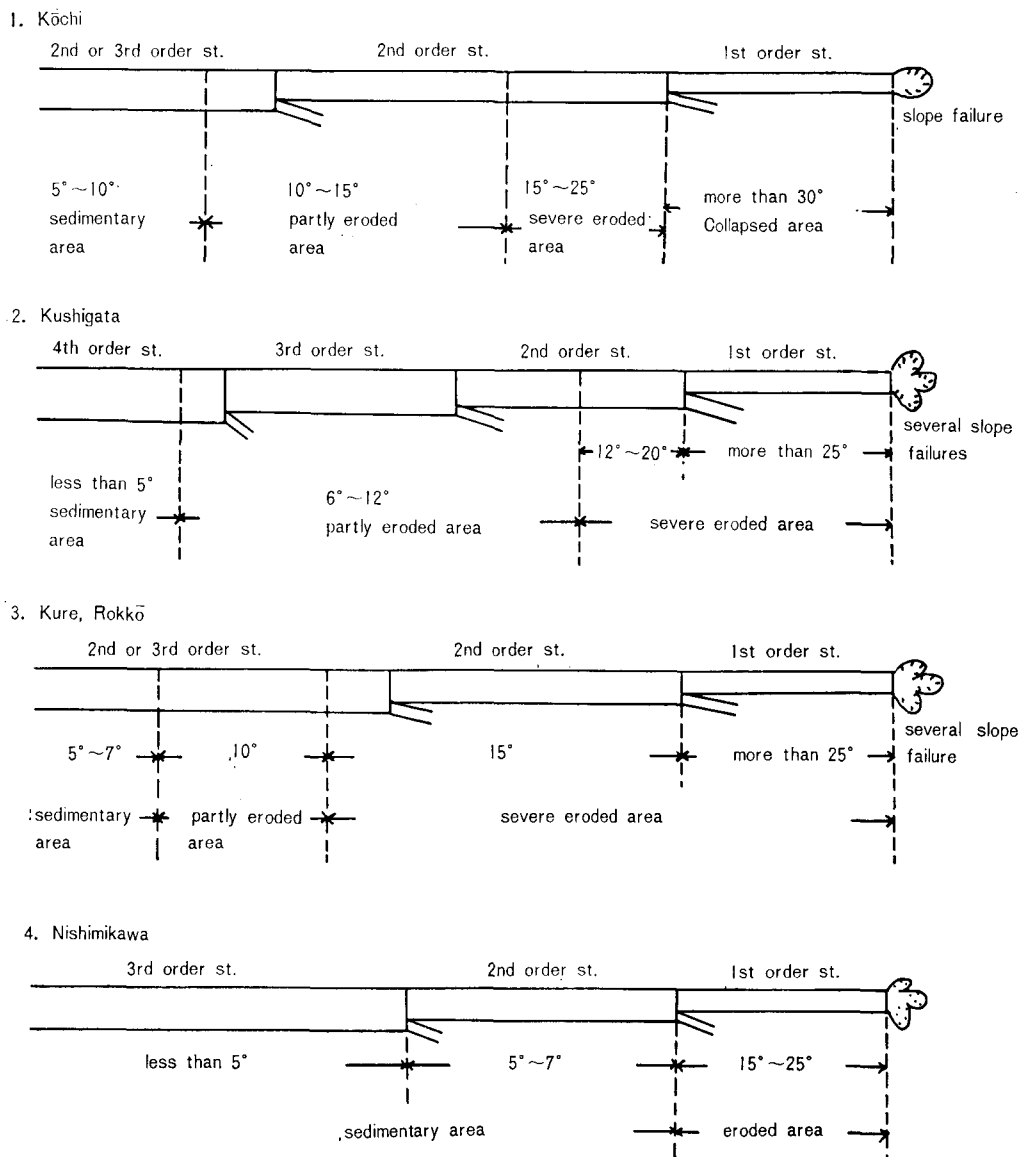 1. Kōchi
2nd or 3rd order st. 2nd order st. 1st order st.
slope failure
5°~10° 10°~15° 15°~25° more than 30°
sedimentary partly eroded severe eroded Collapsed area
area area area
2. Kushigata
4th order st. 3rd order st. 2nd order st. 1st order st.
several slope
12°~20° more than 25° failures
less than 5° 6°~12°
sedimentary partly eroded area severe eroded area
area
3. Kure, Rokkō
2nd or 3rd order st. 2nd order st. 1st order st.
several slope
5°~7° 10° 15° more than 25° failure
sedimentary partly eroded severe eroded area
area area
4. Nishimikawa
3rd order st. 2nd order st. 1st order st.
less than 5° 5°~7° 15°~25°
sedimentary area eroded area